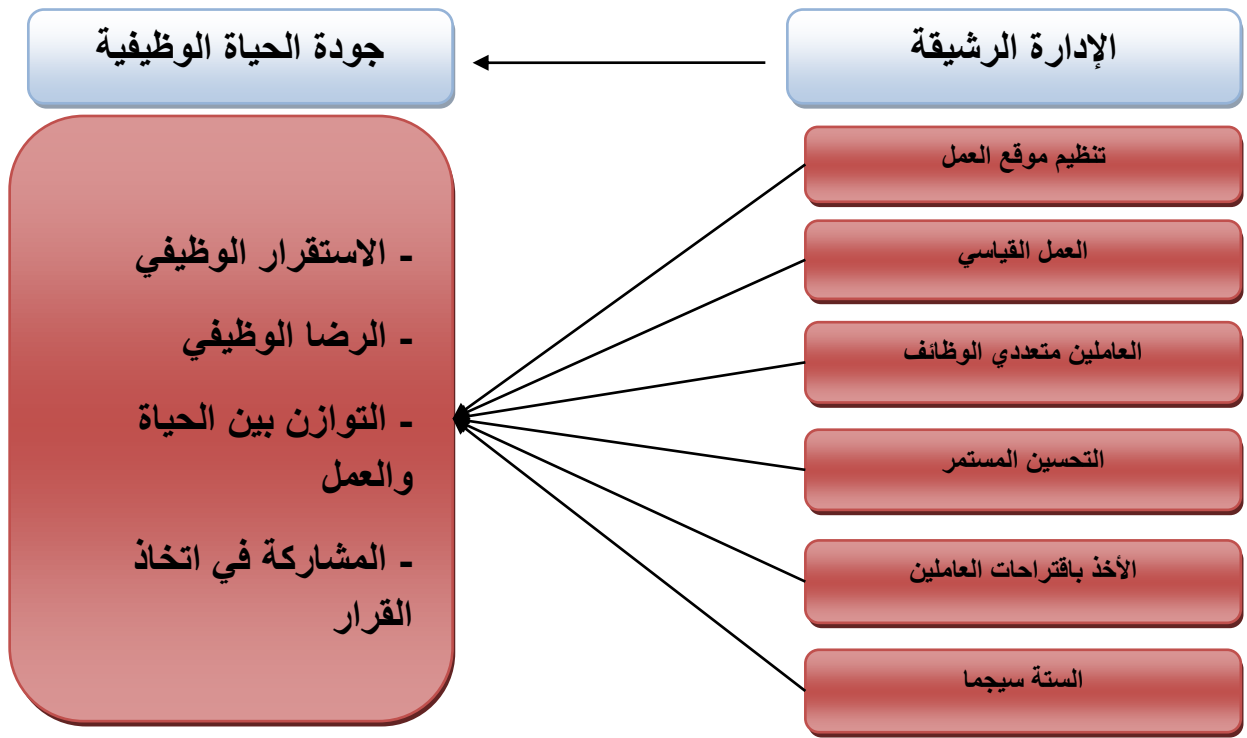 الإدارة الرشيقة
جودة الحياة الوظيفية
تنظيم موقع العمل
العمل القياسي
العاملين متعددي الوظائف
التحسين المستمر
الأخذ باقتراحات العاملين
الستة سيجما
- الاستقرار الوظيفي
- الرضا الوظيفي
- التوازن بين الحياة
والعمل
- المشاركة في اتخاذ
القرار